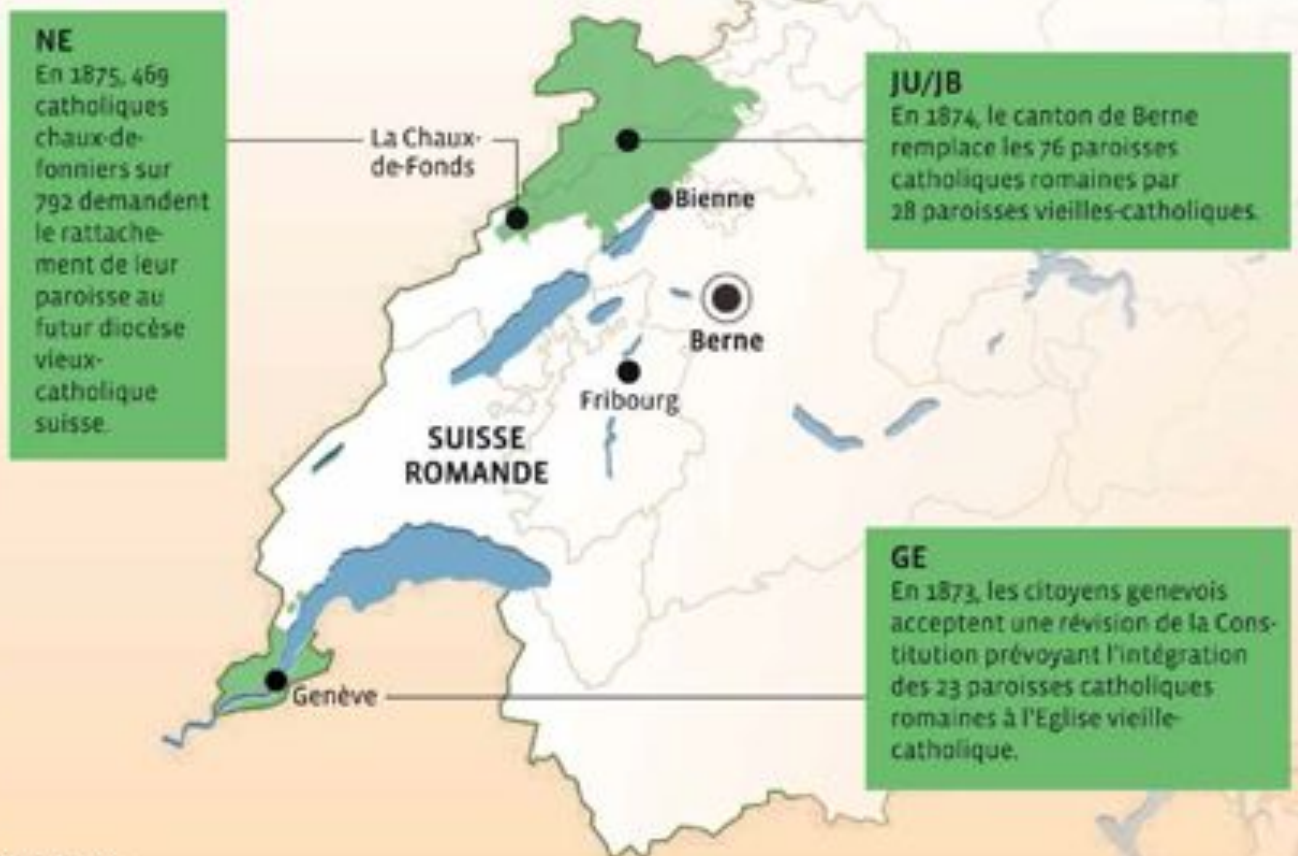 NE
En 1875, 469
catholiques
chaux-de-
fonniers sur
792 demandent
le rattache-
ment de leur
paroisse au
futur diocèse
vieux-
catholique
suisse.
La Chaux-
de-Fonds
JU/JB
En 1874, le canton de Berne
remplace les 76 paroisses
catholiques romaines par
28 paroisses vieilles-catholiques.
Bienne
Berne
Fribourg
SUISSE
ROMANDE
GE
En 1873, les citoyens genevois
acceptent une révision de la Cons-
titution prévoyant l'intégration
des 23 paroisses catholiques
romaines à l'Eglise vieille-
catholique.
Genève